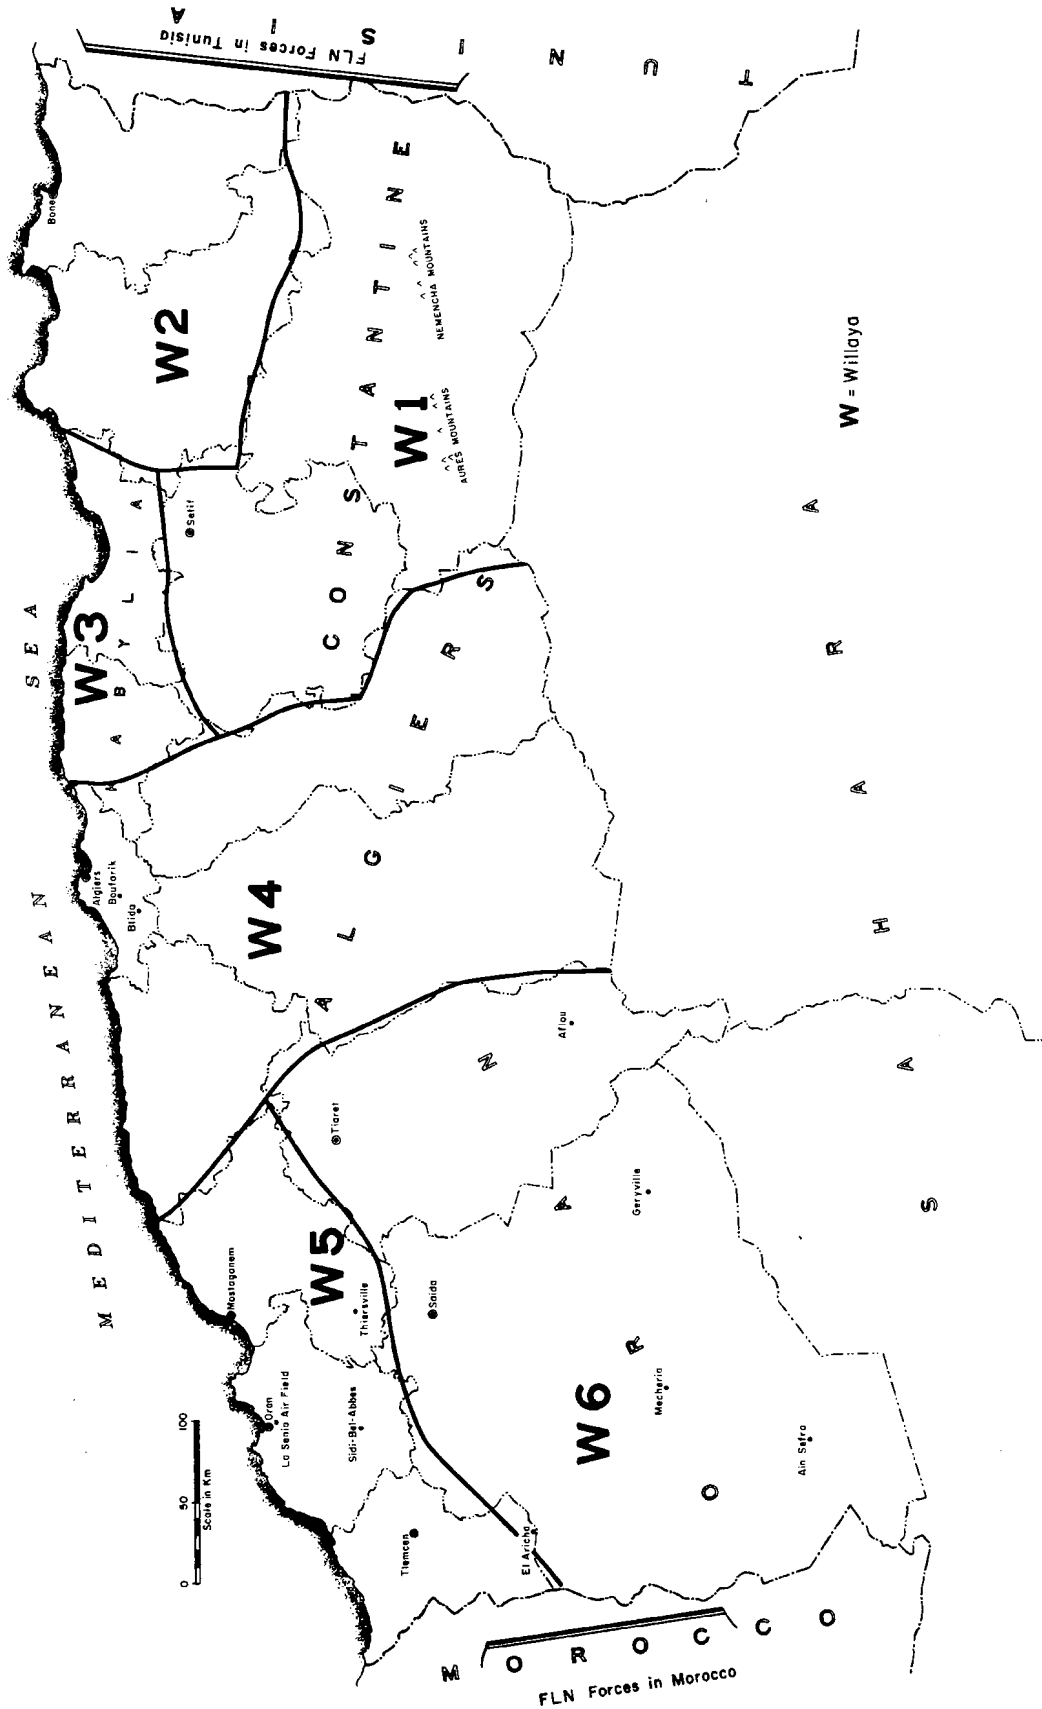 MEDITERRANEAN SEA
FLN Forces in Tunisia
TUNISIA
Bone
W2
CONSTANTINE
NEMENCHA MOUNTAINS
W1
AURES MOUNTAINS
Setif
W3
KABYLIA
Algiers
Boufarik
Blida
W4
ALGIERS
Aflou
Tiaret
ORAN
Geryville
Mostaganem
W5
Thiersville
Saida
Oran
La Senia Air Field
Sidi-Bel-Abbes
W6
Mecheria
Ain Sefra
Tlemcen
El Aricha
0 50 100
Scale in Km
MOROCCO
FLN Forces in Morocco
SAHARA
W = Willaya